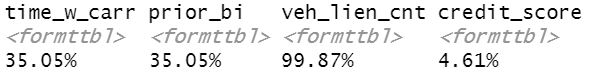 time_w_carr prior_bi veh_lien_cnt credit_score
<formttbl> <formttbl> <formttbl> <formttbl>
35.05% 35.05% 99.87% 4.61%